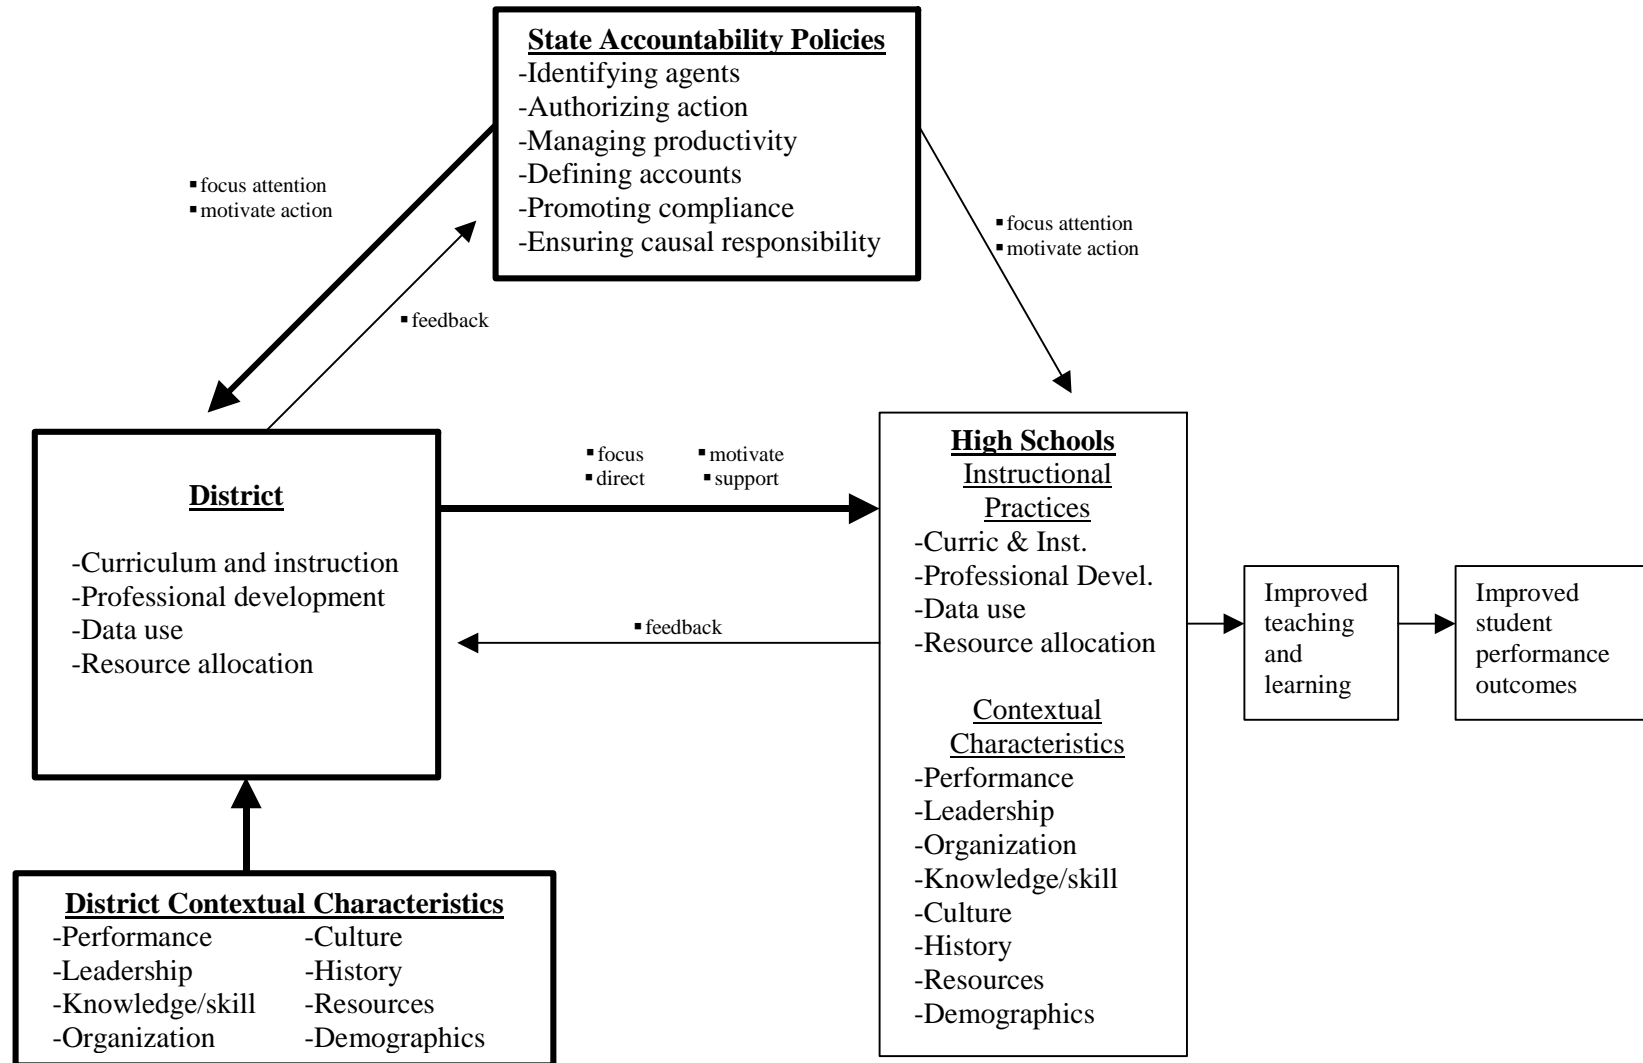 State Accountability Policies
-Identifying agents
-Authorizing action
-Managing productivity
-Defining accounts
-Promoting compliance
-Ensuring causal responsibility
▪ focus attention
▪ motivate action
▪ feedback
▪ focus attention
▪ motivate action
District
-Curriculum and instruction
-Professional development
-Data use
-Resource allocation
▪ focus ▪ motivate
▪ direct ▪ support
▪ feedback
High Schools
Instructional
Practices
-Curric & Inst.
-Professional Devel.
-Data use
-Resource allocation
Contextual
Characteristics
-Performance
-Leadership
-Organization
-Knowledge/skill
-Culture
-History
-Resources
-Demographics
Improved
teaching
and
learning
Improved
student
performance
outcomes
District Contextual Characteristics
-Performance -Culture
-Leadership -History
-Knowledge/skill -Resources
-Organization -Demographics